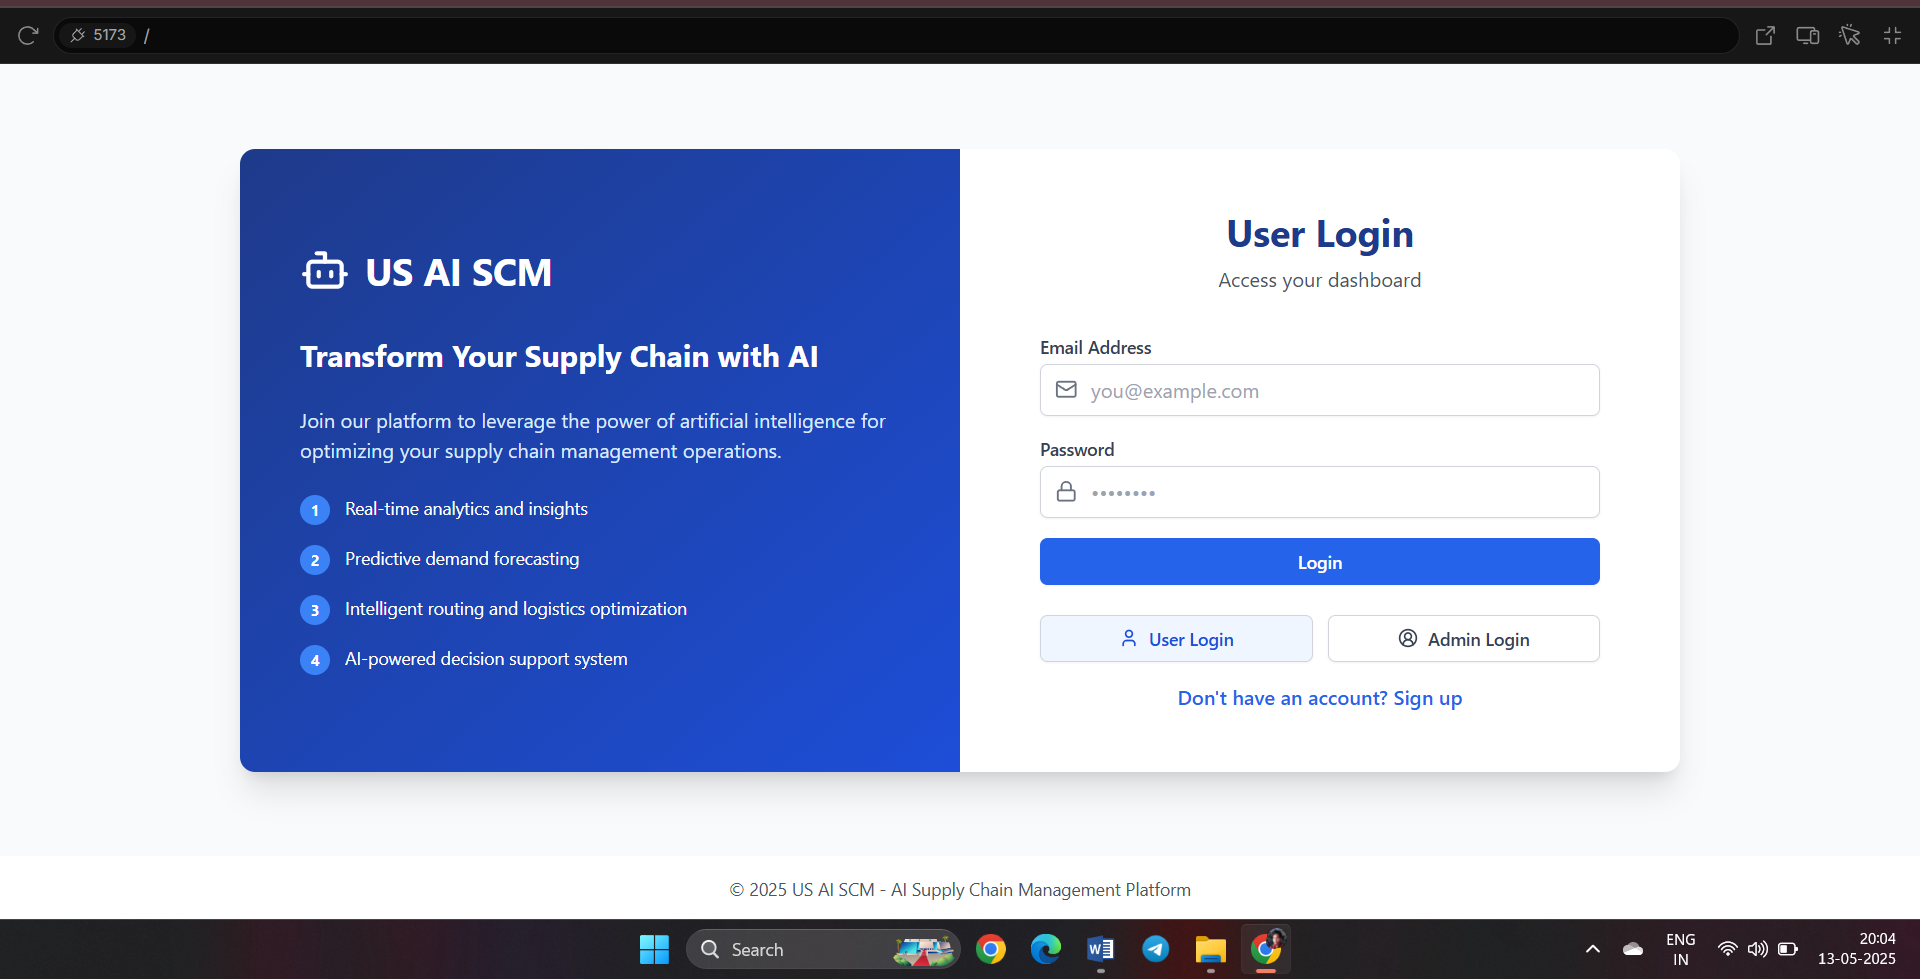 5173 /
US AI SCM
Transform Your Supply Chain with AI
Join our platform to leverage the power of artificial intelligence for
optimizing your supply chain management operations.
1 Real-time analytics and insights
2 Predictive demand forecasting
3 Intelligent routing and logistics optimization
4 AI-powered decision support system
User Login
Access your dashboard
Email Address
you@example.com
Password
••••••••
Login
User Login
Admin Login
Don't have an account? Sign up
© 2025 US AI SCM - AI Supply Chain Management Platform
Search
W
ENG
IN
20:04
13-05-2025